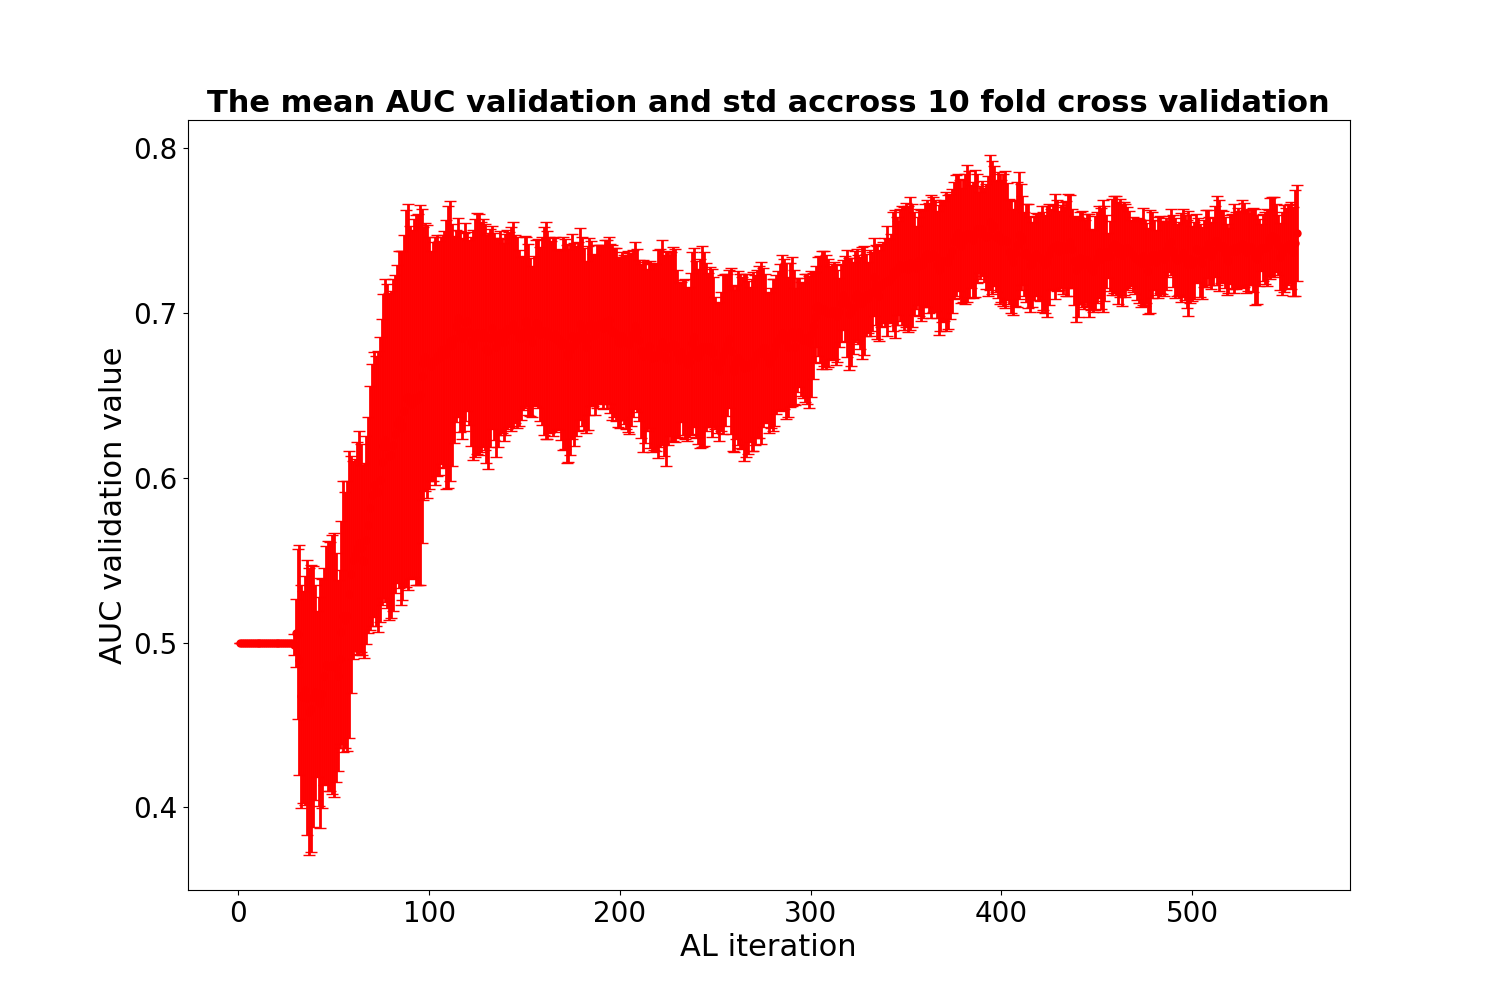 The mean AUC validation and std accross 10 fold cross validation
0.8
0.7
0.6
0.5
0.4
AUC validation value
0 100 200 300 400 500
AL iteration